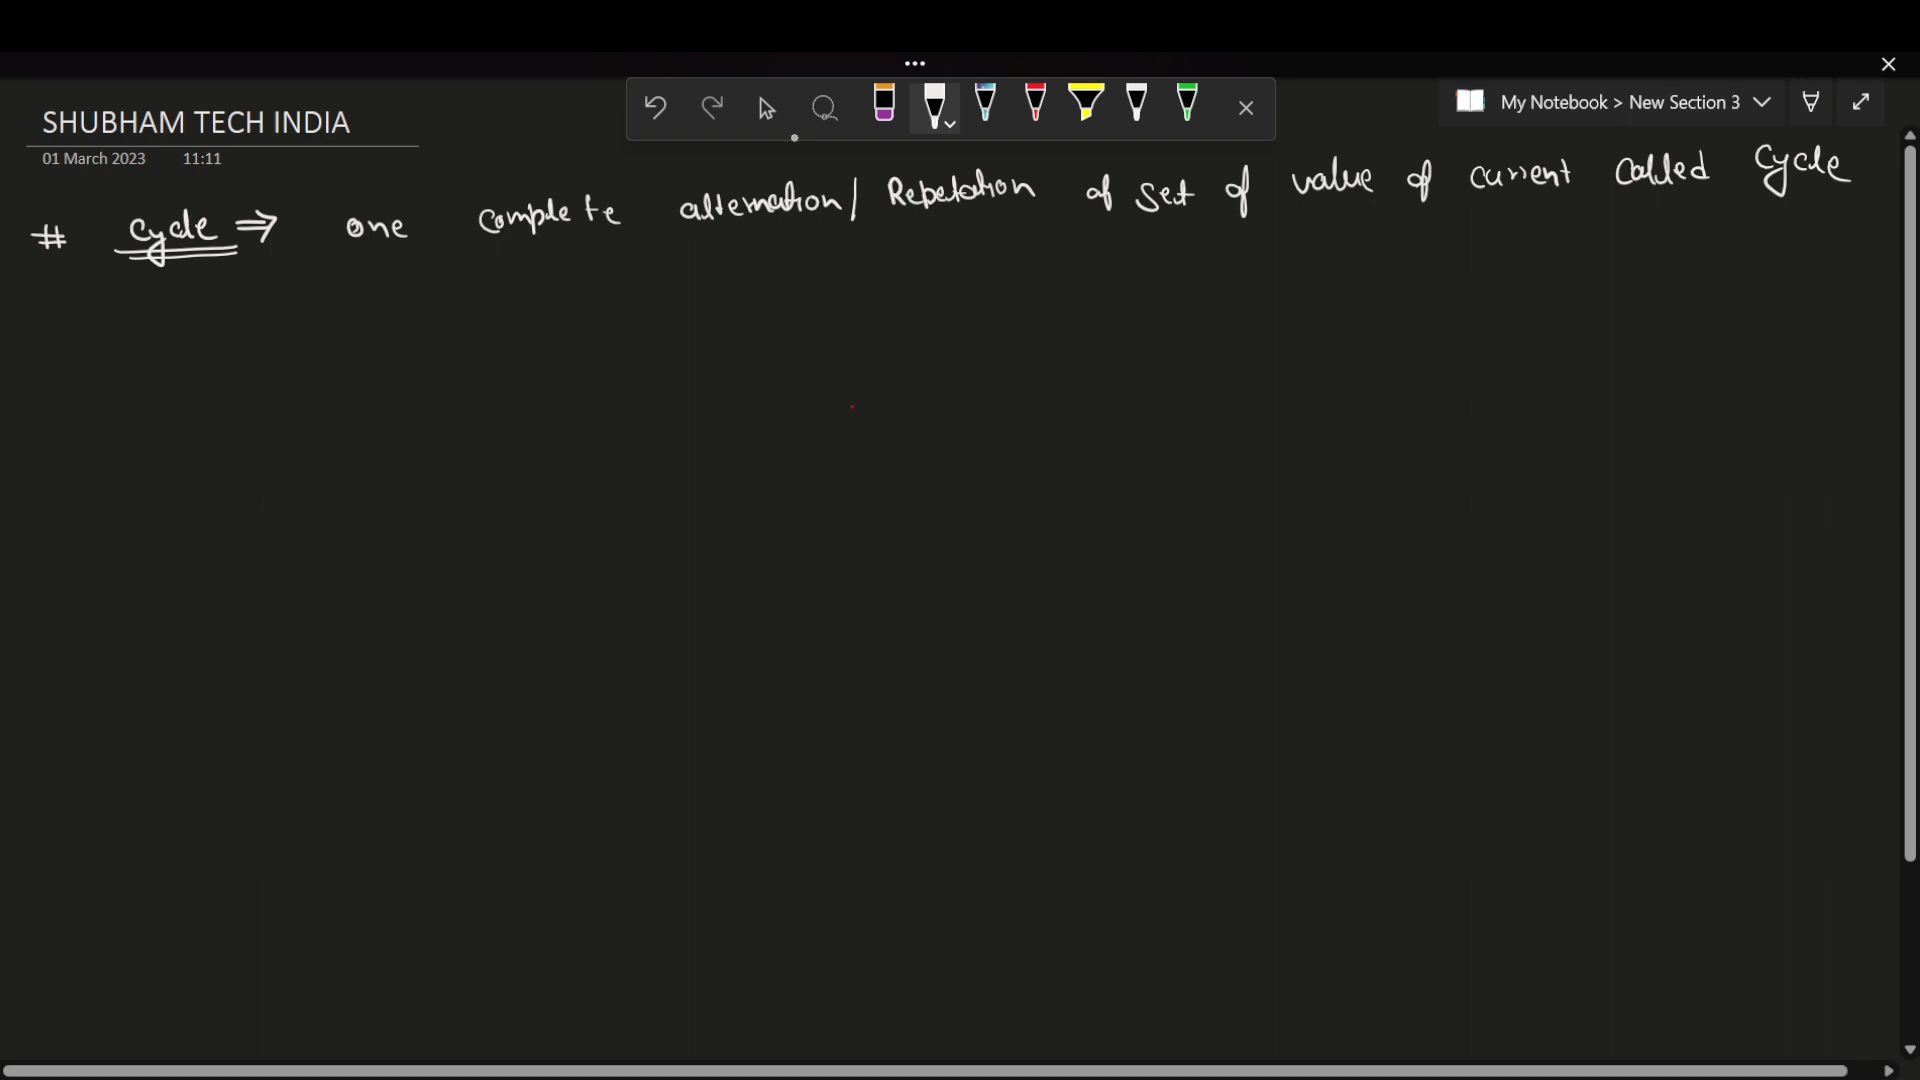 My Notebook > New Section 3
SHUBHAM TECH INDIA
01 March 2023 11:11
# Cycle ⇒ one complete alternation / Repetation of set of value of current called Cycle